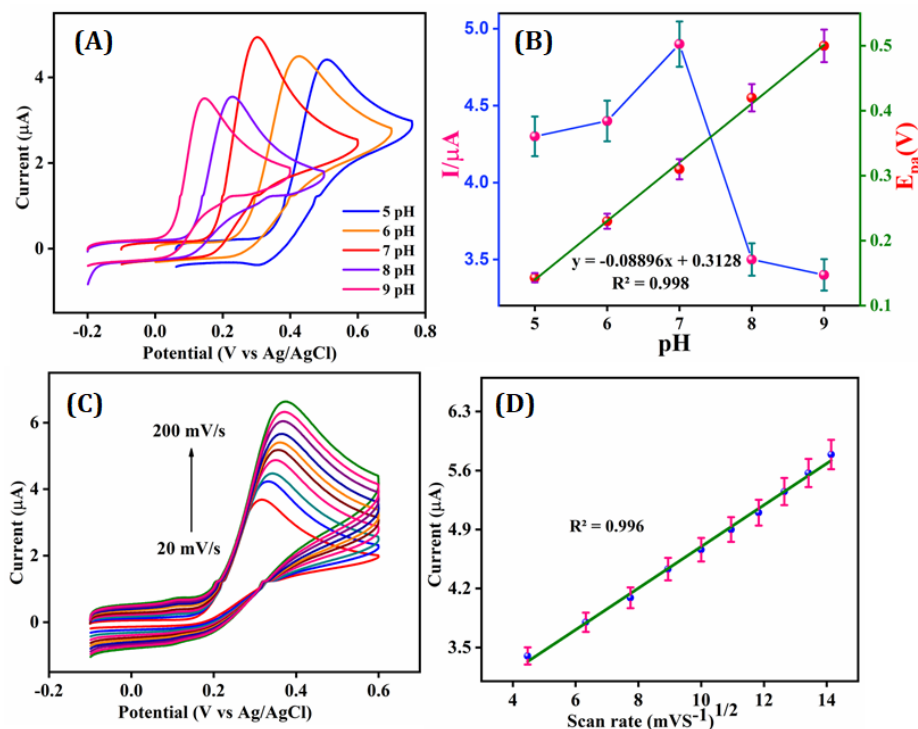 (A)
Current (µA)
4
2
0
-0.2 0.0 0.2 0.4 0.6 0.8
Potential (V vs Ag/AgCl)
5 pH
6 pH
7 pH
8 pH
9 pH
(B)
I/µA
5.0
4.5
4.0
3.5
E_pa(V)
0.5
0.4
0.3
0.2
0.1
y = -0.08896x + 0.3128
R² = 0.998
5 6 7 8 9
pH
(C)
Current (µA)
6
4
2
0
200 mV/s
20 mV/s
-0.2 0.0 0.2 0.4 0.6
Potential (V vs Ag/AgCl)
(D)
Current (µA)
6.3
5.6
4.9
4.2
3.5
R² = 0.996
4 6 8 10 12 14
Scan rate (mVS⁻¹)^1/2